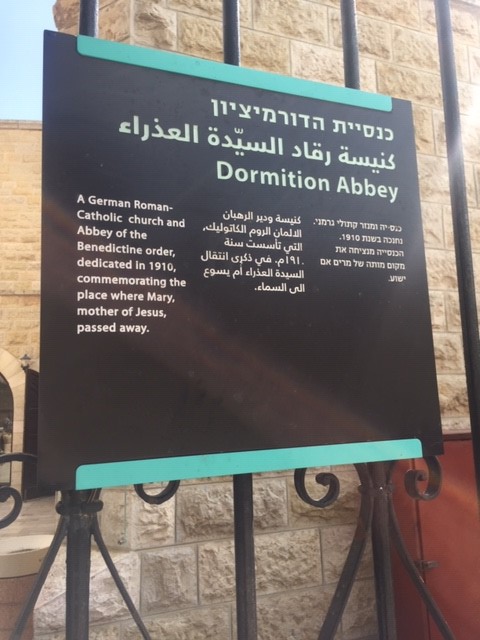 כנסיית הדורמיציון
كنيسة رقاد السيّدة العذراء
Dormition Abbey
A German Roman-
Catholic church and
Abbey of the
Benedictine order,
dedicated in 1910,
commemorating the
place where Mary,
mother of Jesus,
passed away.
كنيسة ودير الرهبان
الالمان الروم الكاثوليك،
التي تأسست سنة
١٩١٠م. في ذكرى انتقال
السيدة العذراء أم يسوع
الى السماء.
כנסייה ומנזר קתולי גרמני.
נחנכה בשנת 1910.
הכנסייה מנציחה את
מקום מותה של מרים אם
ישוע.